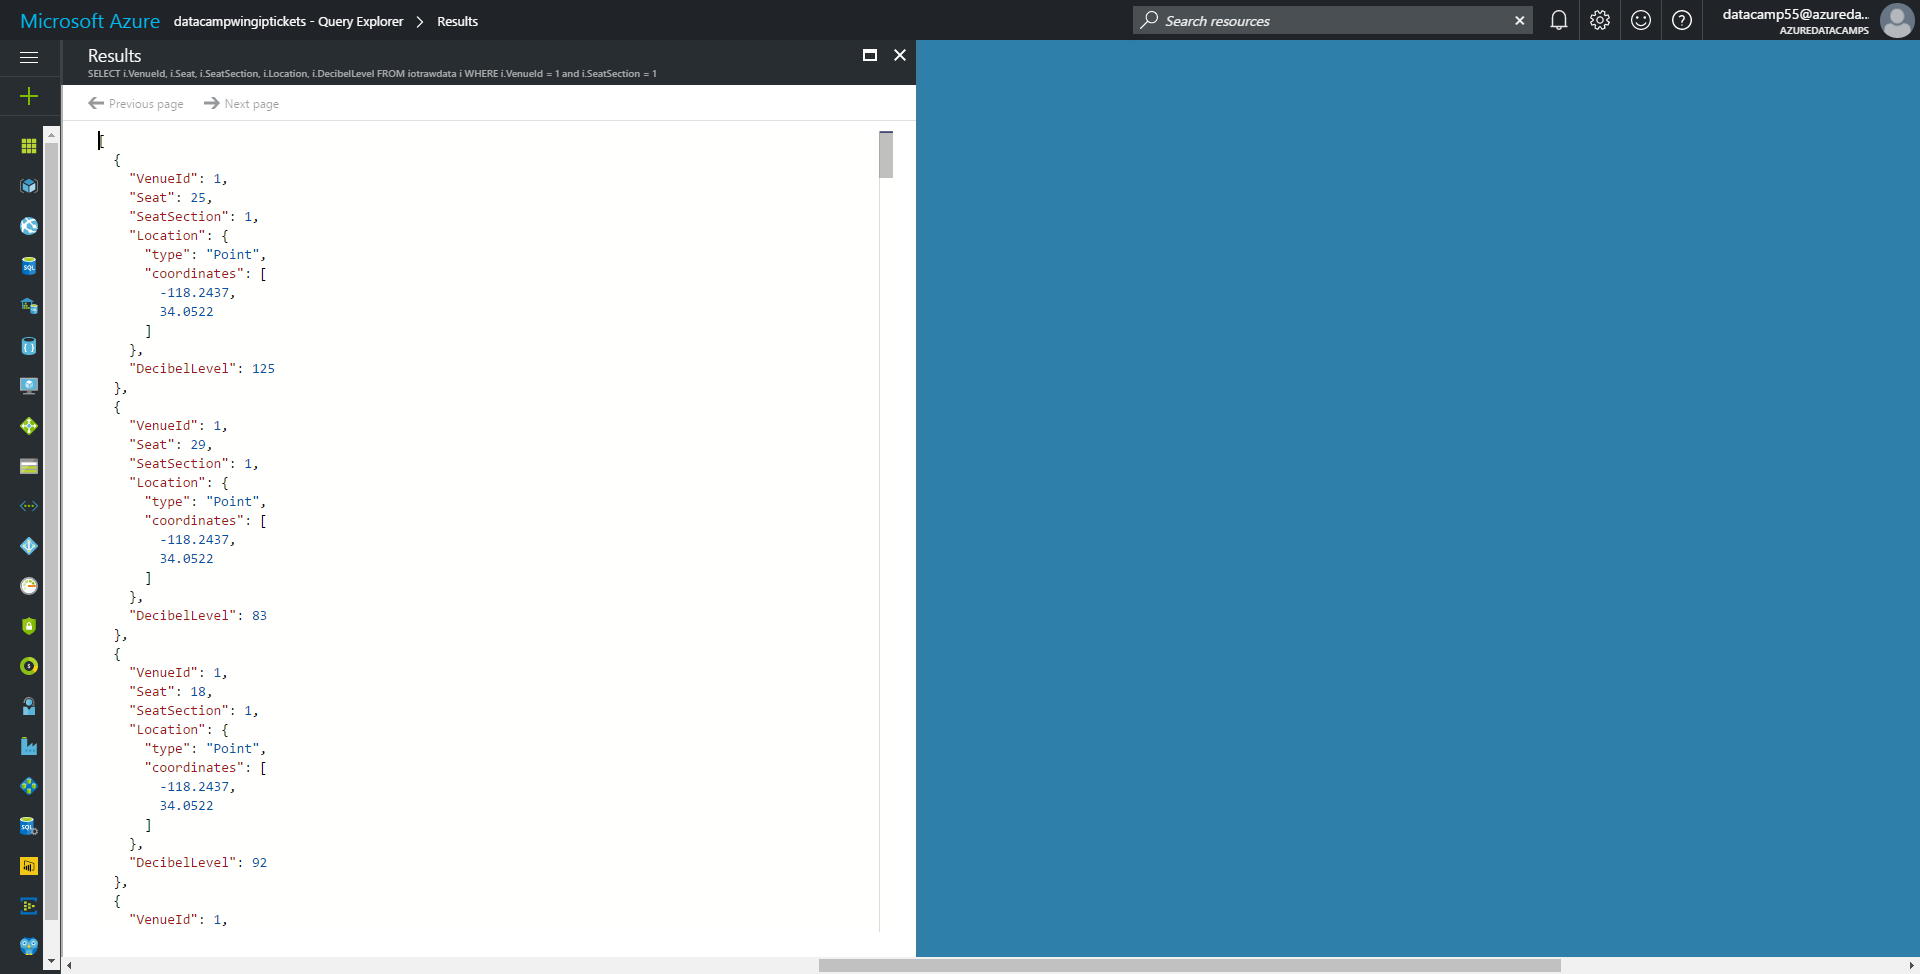 Microsoft Azure datacampwingiptickets - Query Explorer > Results Search resources datacamp55@azureda...
AZUREDATACAMPS
Results
SELECT i.VenueId, i.Seat, i.SeatSection, i.Location, i.DecibelLevel FROM iotrawdata i WHERE i.VenueId = 1 and i.SeatSection = 1
Previous page Next page
[
{
"VenueId": 1,
"Seat": 25,
"SeatSection": 1,
"Location": {
"type": "Point",
"coordinates": [
-118.2437,
34.0522
]
},
"DecibelLevel": 125
},
{
"VenueId": 1,
"Seat": 29,
"SeatSection": 1,
"Location": {
"type": "Point",
"coordinates": [
-118.2437,
34.0522
]
},
"DecibelLevel": 83
},
{
"VenueId": 1,
"Seat": 18,
"SeatSection": 1,
"Location": {
"type": "Point",
"coordinates": [
-118.2437,
34.0522
]
},
"DecibelLevel": 92
},
{
"VenueId": 1,